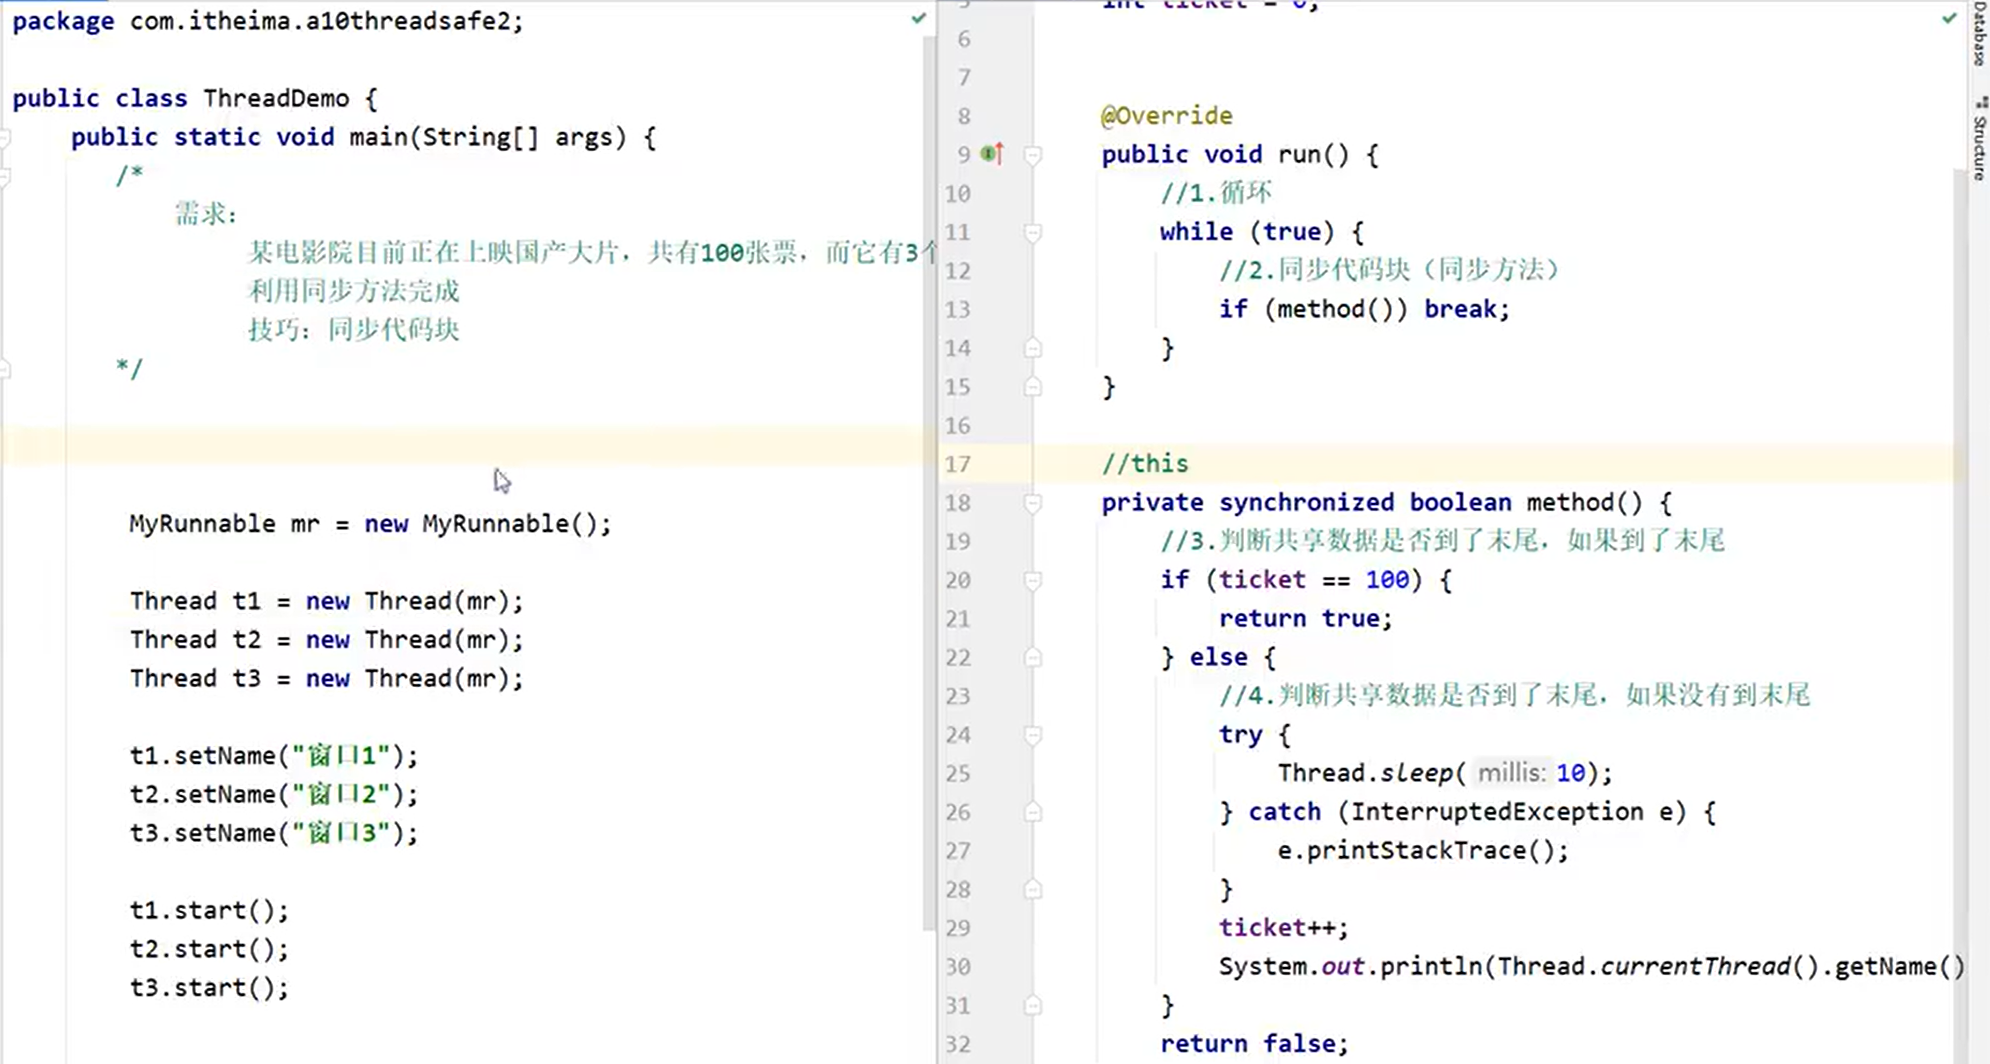 package com.itheima.a10threadsafe2;
public class ThreadDemo {
public static void main(String[] args) {
/*
需求：
某电影院目前正在上映国产大片，共有100张票，而它有3个
利用同步方法完成
技巧：同步代码块
*/
MyRunnable mr = new MyRunnable();
Thread t1 = new Thread(mr);
Thread t2 = new Thread(mr);
Thread t3 = new Thread(mr);
t1.setName("窗口1");
t2.setName("窗口2");
t3.setName("窗口3");
t1.start();
t2.start();
t3.start();
5 int ticket = 0;
6
7
8 @Override
9 public void run() {
10 //1.循环
11 while (true) {
12 //2.同步代码块（同步方法）
13 if (method()) break;
14 }
15 }
16
17 //this
18 private synchronized boolean method() {
19 //3.判断共享数据是否到了末尾，如果到了末尾
20 if (ticket == 100) {
21 return true;
22 } else {
23 //4.判断共享数据是否到了末尾，如果没有到末尾
24 try {
25 Thread.sleep( millis: 10);
26 } catch (InterruptedException e) {
27 e.printStackTrace();
28 }
29 ticket++;
30 System.out.println(Thread.currentThread().getName()
31 }
32 return false;
Database
Structure